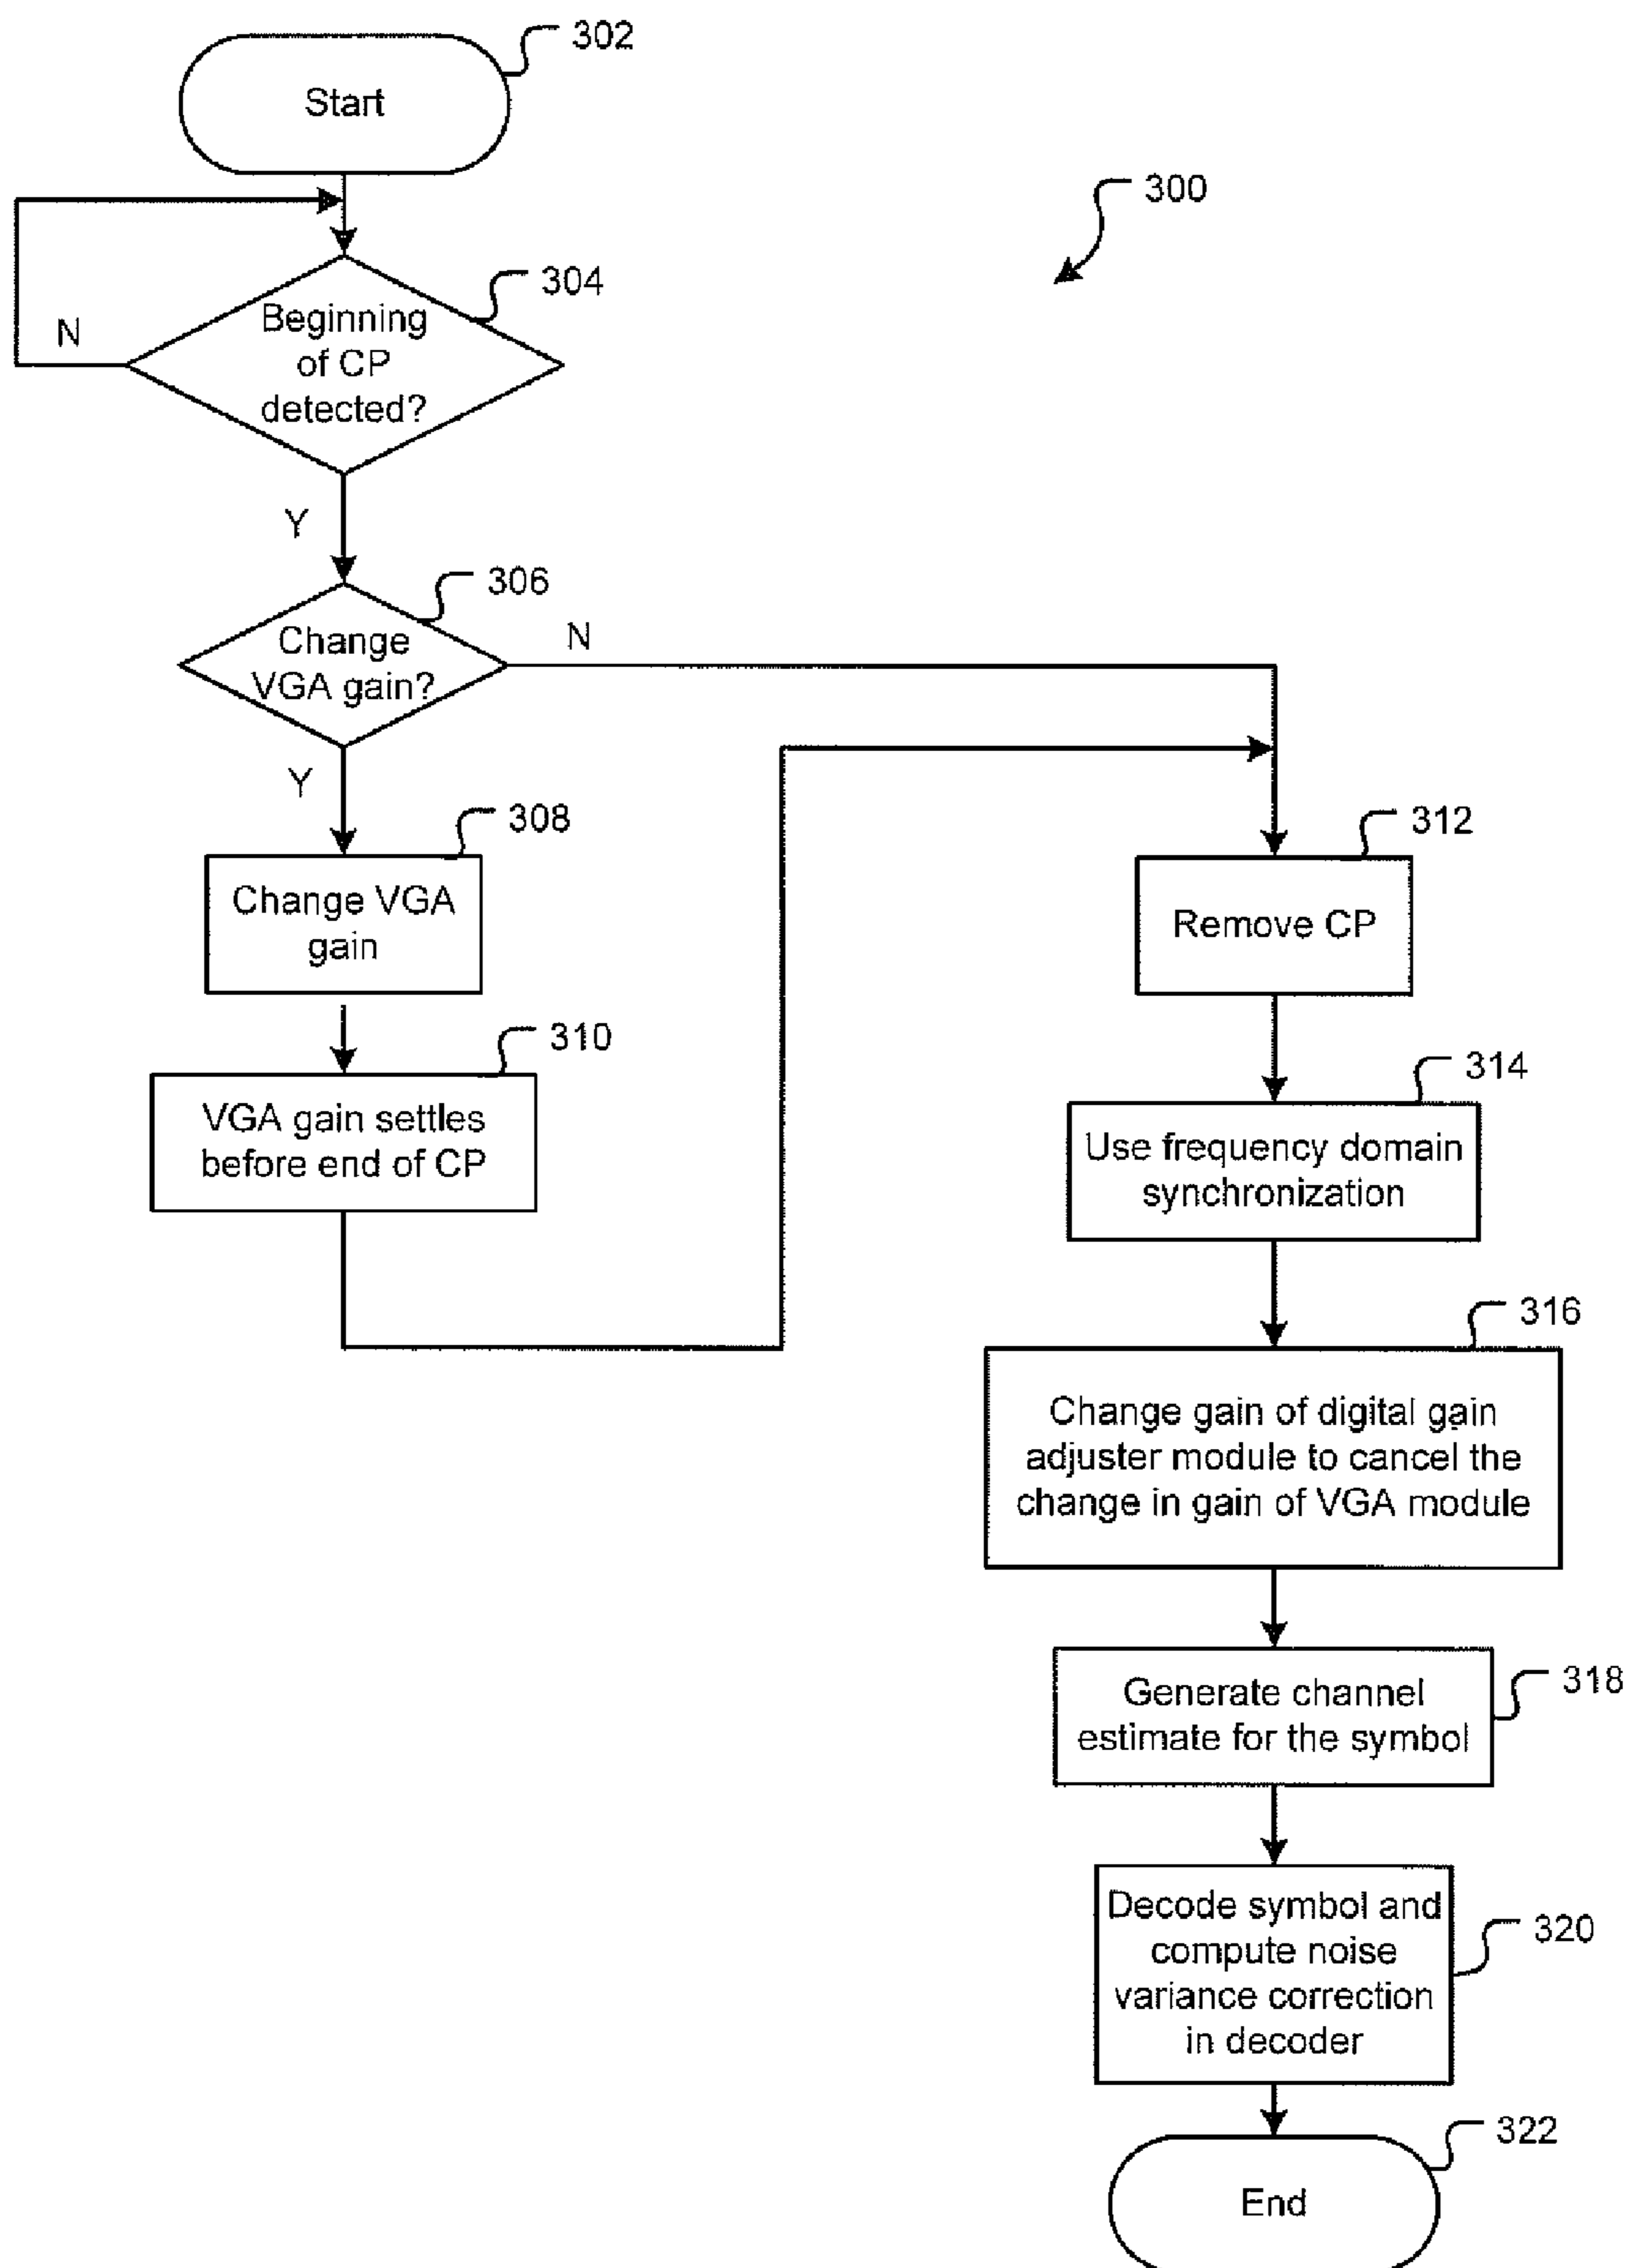 302
Start
300
304
Beginning
of CP
detected?
N
Y
306
Change
VGA gain?
N
Y
308
Change VGA
gain
310
VGA gain settles
before end of CP
312
Remove CP
314
Use frequency domain
synchronization
316
Change gain of digital gain
adjuster module to cancel the
change in gain of VGA module
318
Generate channel
estimate for the symbol
320
Decode symbol and
compute noise
variance correction
in decoder
322
End